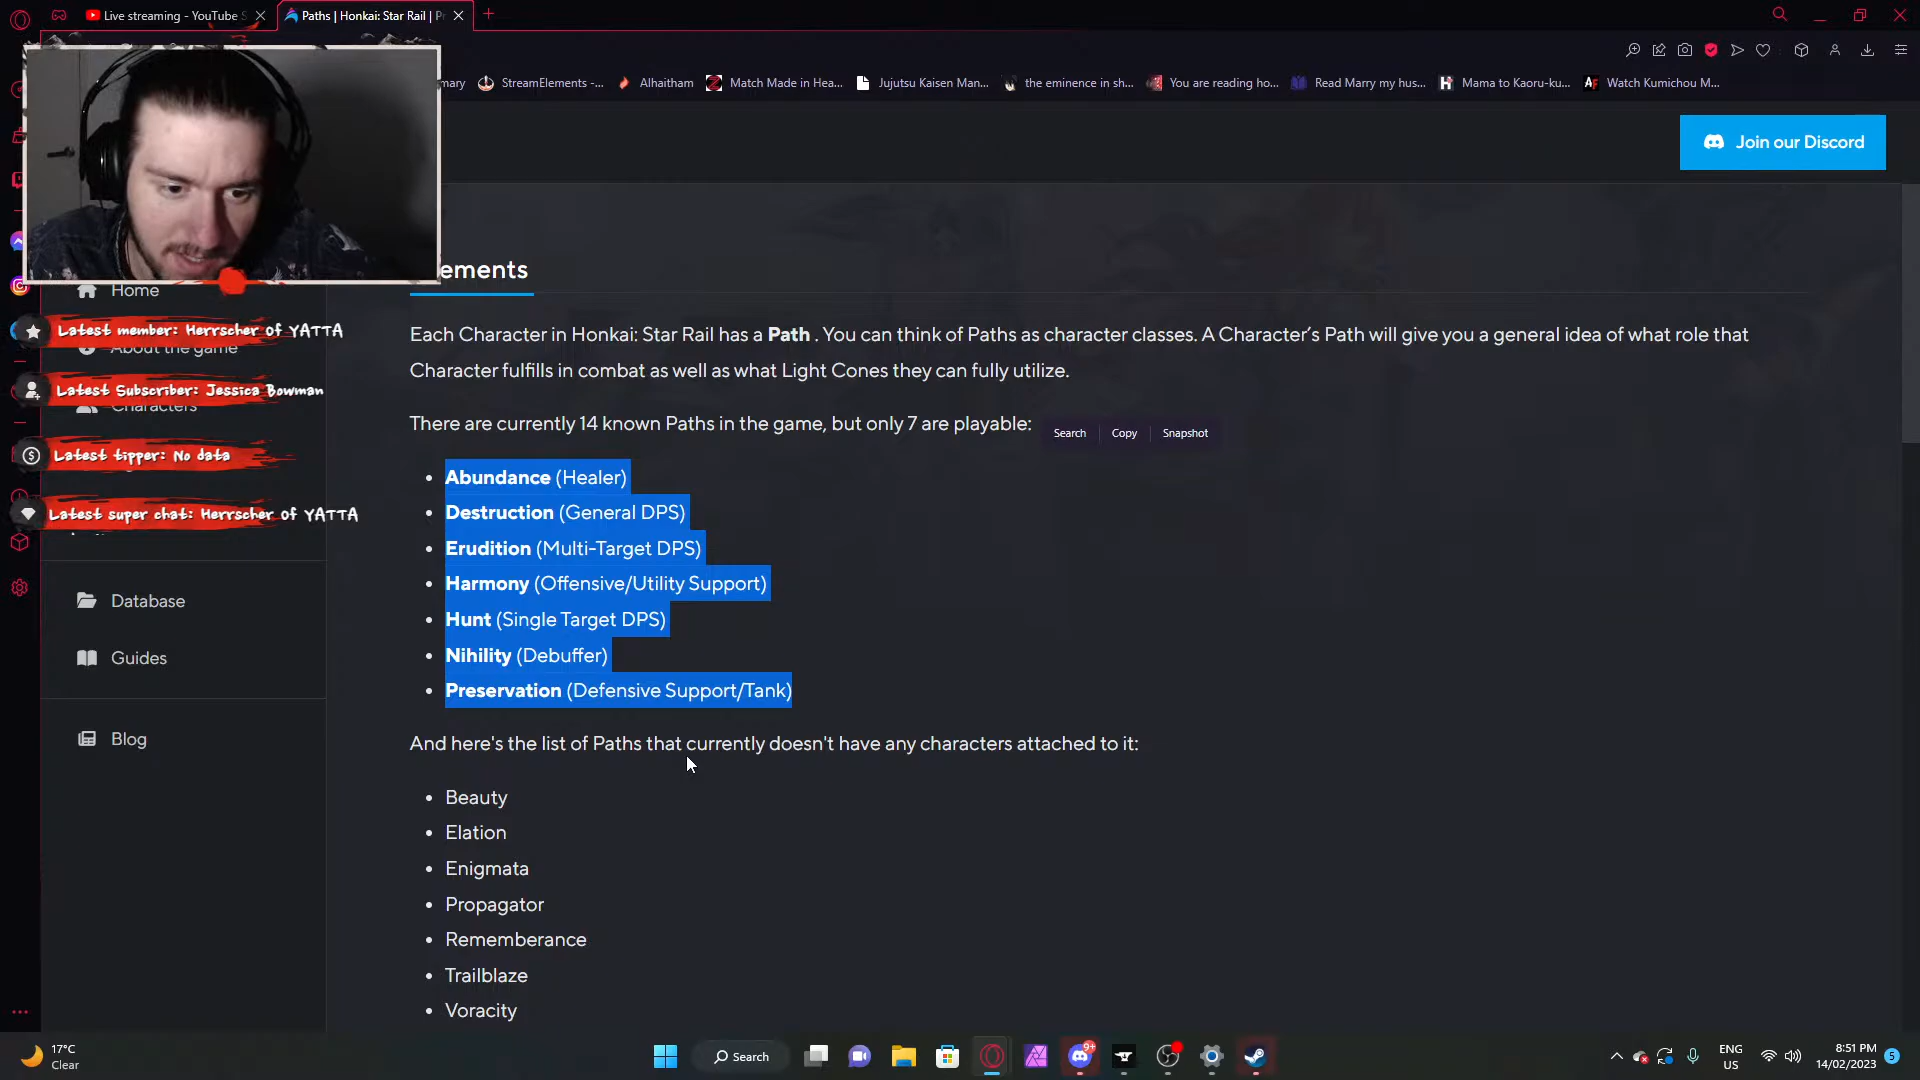 Live streaming - YouTube S
Paths | Honkai: Star Rail | P
mary
StreamElements -...
Alhaitham
Match Made in Hea...
Jujutsu Kaisen Man...
the eminence in sh...
You are reading ho...
Read Marry my hus...
Mama to Kaoru-ku...
Watch Kumichou M...
Join our Discord
ements
Home
Latest member: Herrscher of YATTA
About the game
Latest Subscriber: Jessica Bowman
Characters
Latest tipper: No data
Latest super chat: Herrscher of YATTA
Database
Guides
Blog
Each Character in Honkai: Star Rail has a Path . You can think of Paths as character classes. A Character’s Path will give you a general idea of what role that
Character fulfills in combat as well as what Light Cones they can fully utilize.
There are currently 14 known Paths in the game, but only 7 are playable:
Search
Copy
Snapshot
• Abundance (Healer)
• Destruction (General DPS)
• Erudition (Multi-Target DPS)
• Harmony (Offensive/Utility Support)
• Hunt (Single Target DPS)
• Nihility (Debuffer)
• Preservation (Defensive Support/Tank)
And here's the list of Paths that currently doesn't have any characters attached to it:
• Beauty
• Elation
• Enigmata
• Propagator
• Rememberance
• Trailblaze
• Voracity
17°C
Clear
Search
9+
ENG
US
8:51 PM
14/02/2023
5